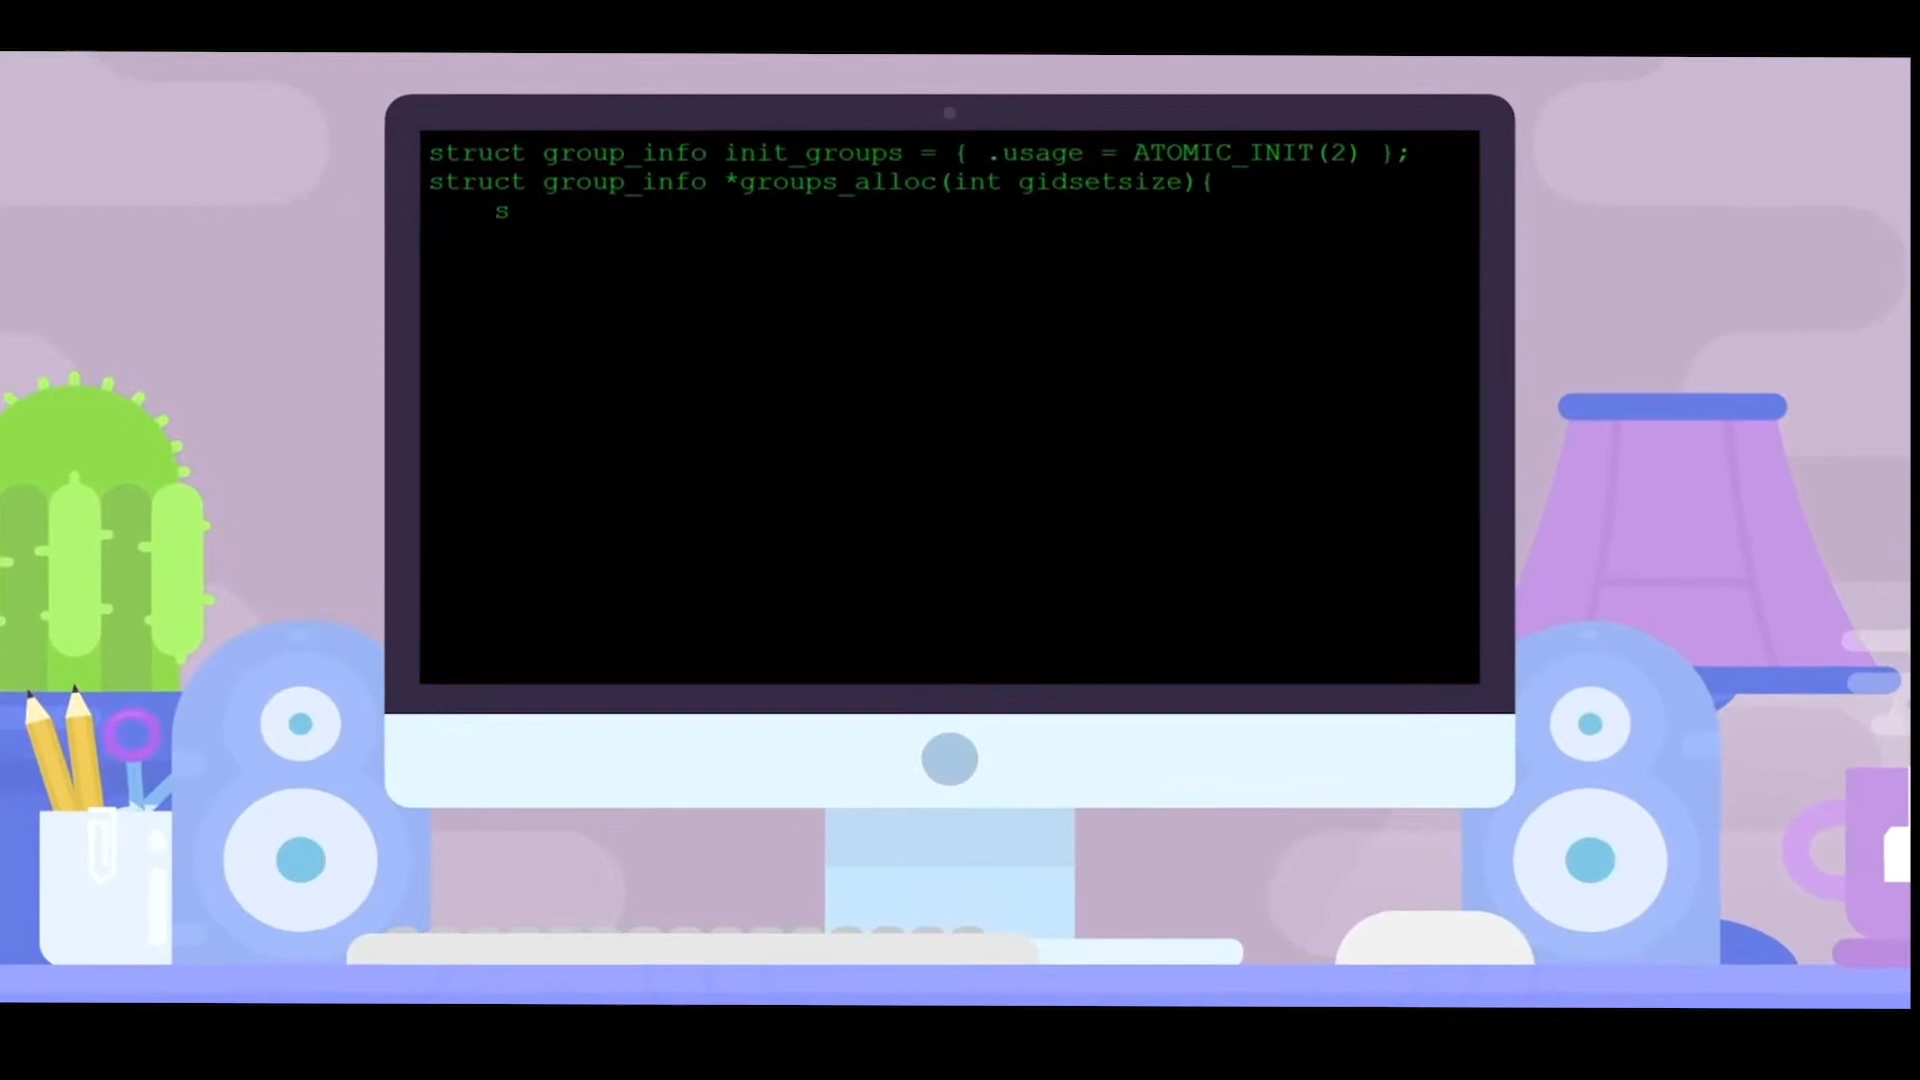 struct group_info init_groups = { .usage = ATOMIC_INIT(2) };
struct group_info *groups_alloc(int gidsetsize){
    s